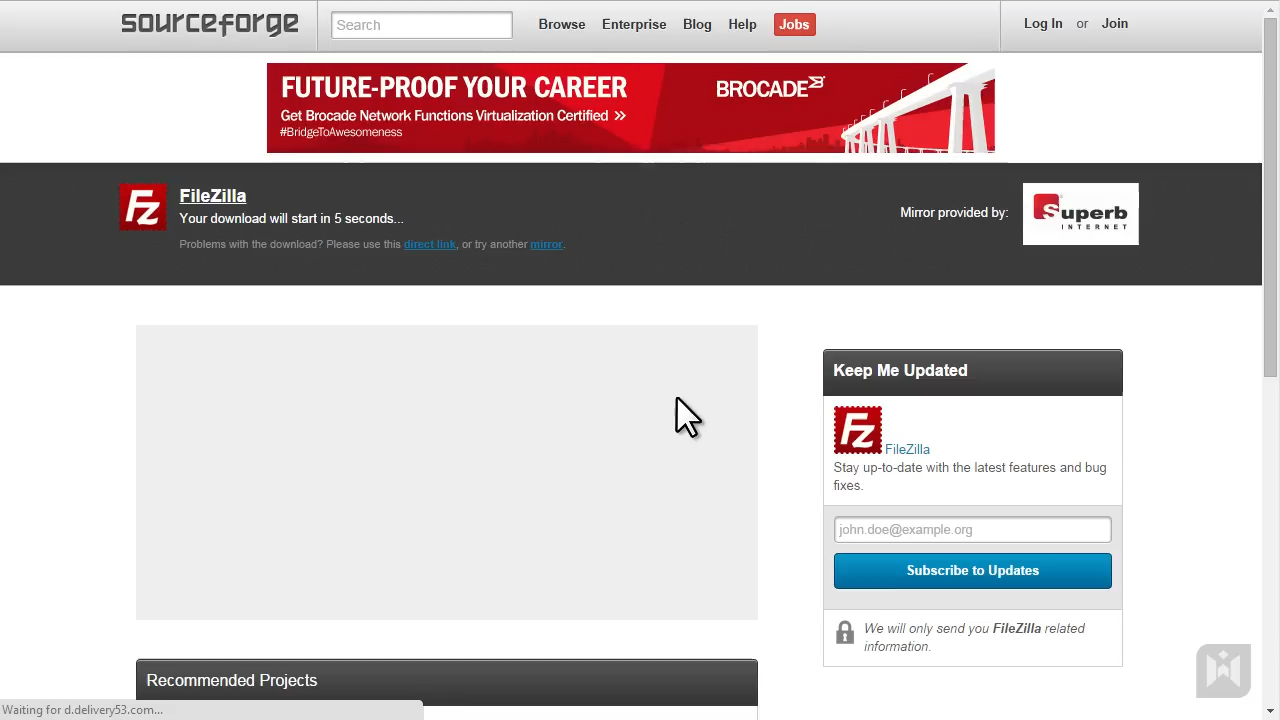 sourceforge
Search
Browse
Enterprise
Blog
Help
Jobs
Log In or Join
FUTURE-PROOF YOUR CAREER
Get Brocade Network Functions Virtualization Certified »
#BridgeToAwesomeness
BROCADE
FileZilla
Your download will start in 5 seconds...
Problems with the download? Please use this direct link, or try another mirror.
Mirror provided by:
Superb
INTERNET
Fz
Keep Me Updated
Fz
FileZilla
Stay up-to-date with the latest features and bug
fixes.
john.doe@example.org
Subscribe to Updates
We will only send you FileZilla related
information.
Recommended Projects
Waiting for d.delivery53.com...